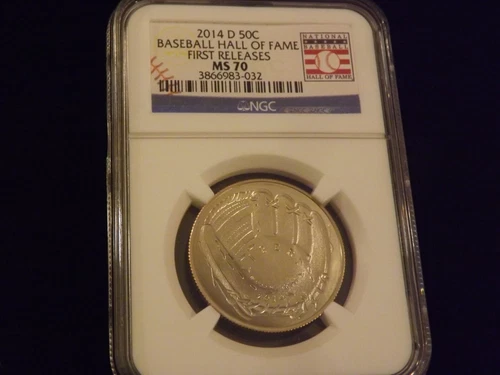 2014 D 50C
BASEBALL HALL OF FAME
FIRST RELEASES
MS 70
3866983-032
NATIONAL
BASEBALL
HALL OF FAME
NGC